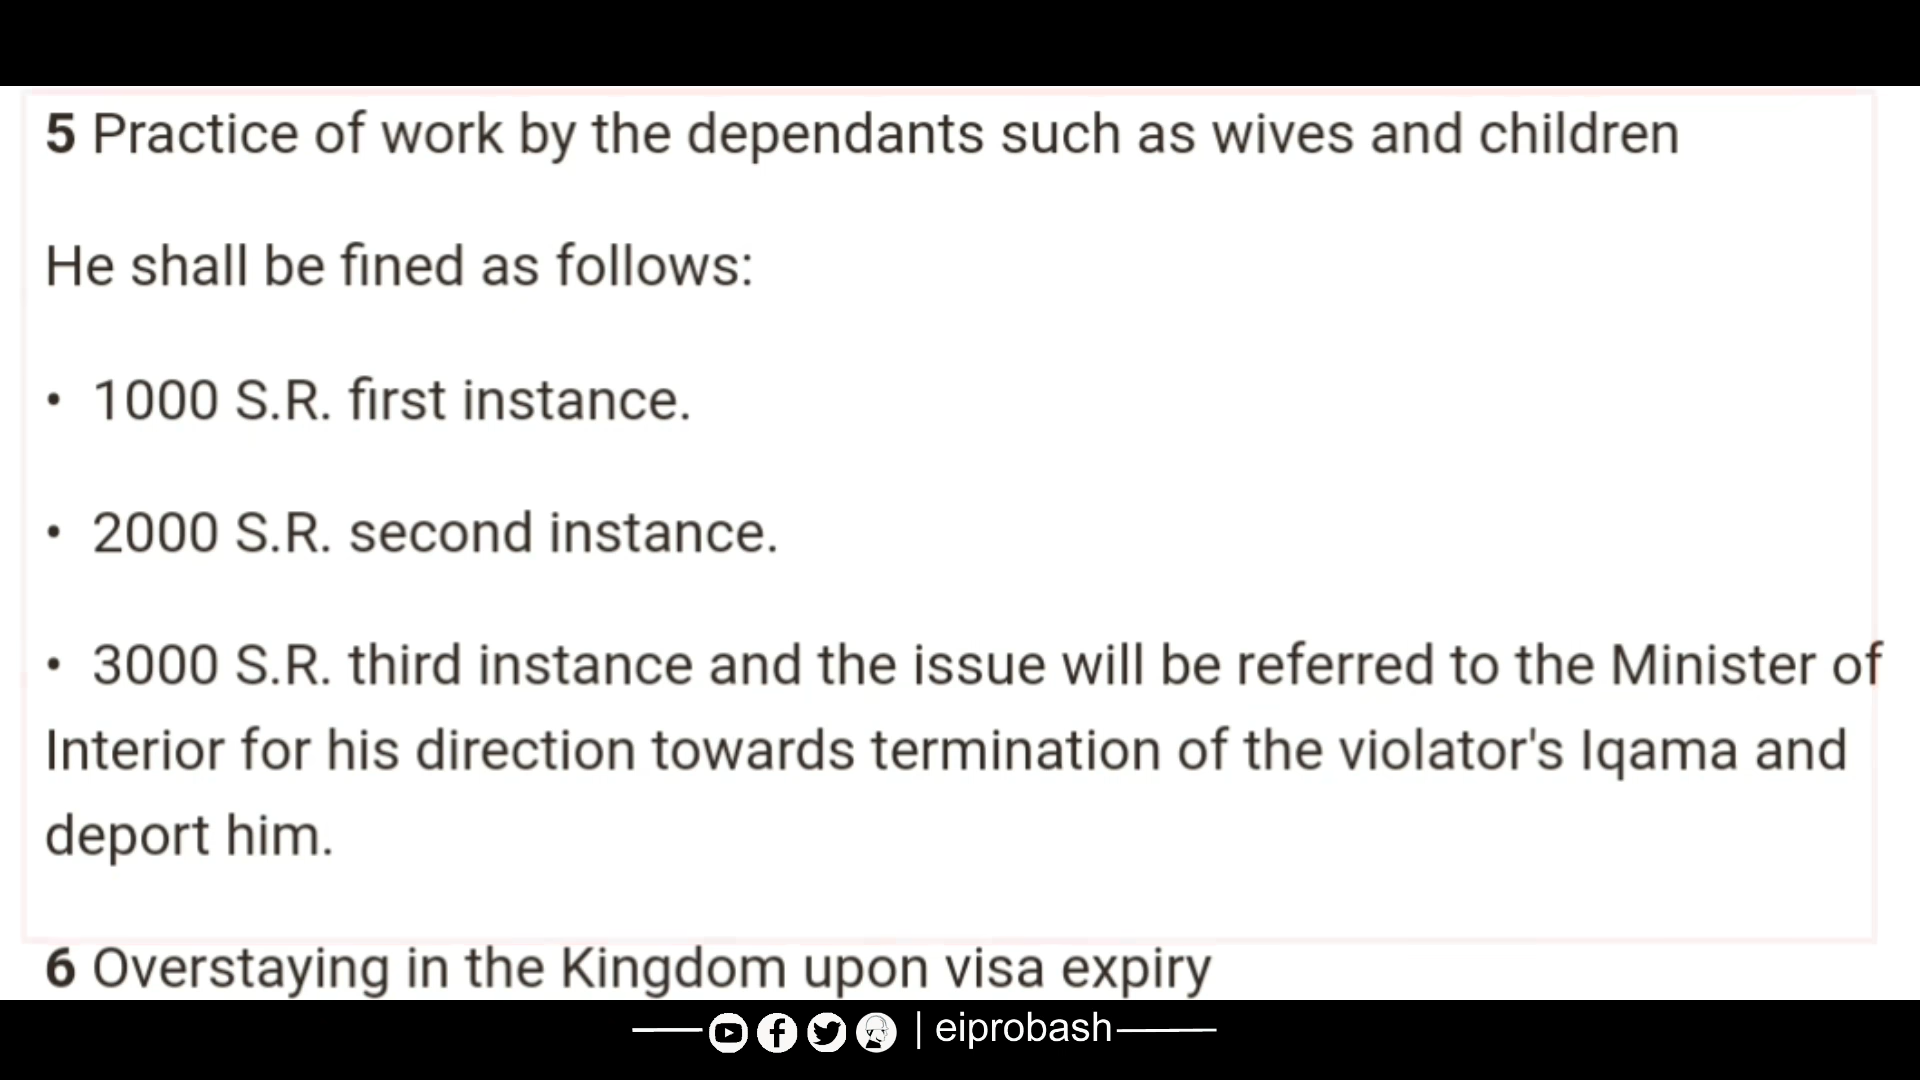 5 Practice of work by the dependants such as wives and children
He shall be fined as follows:
• 1000 S.R. first instance.
• 2000 S.R. second instance.
• 3000 S.R. third instance and the issue will be referred to the Minister of
Interior for his direction towards termination of the violator's Iqama and
deport him.
6 Overstaying in the Kingdom upon visa expiry
| eiprobash